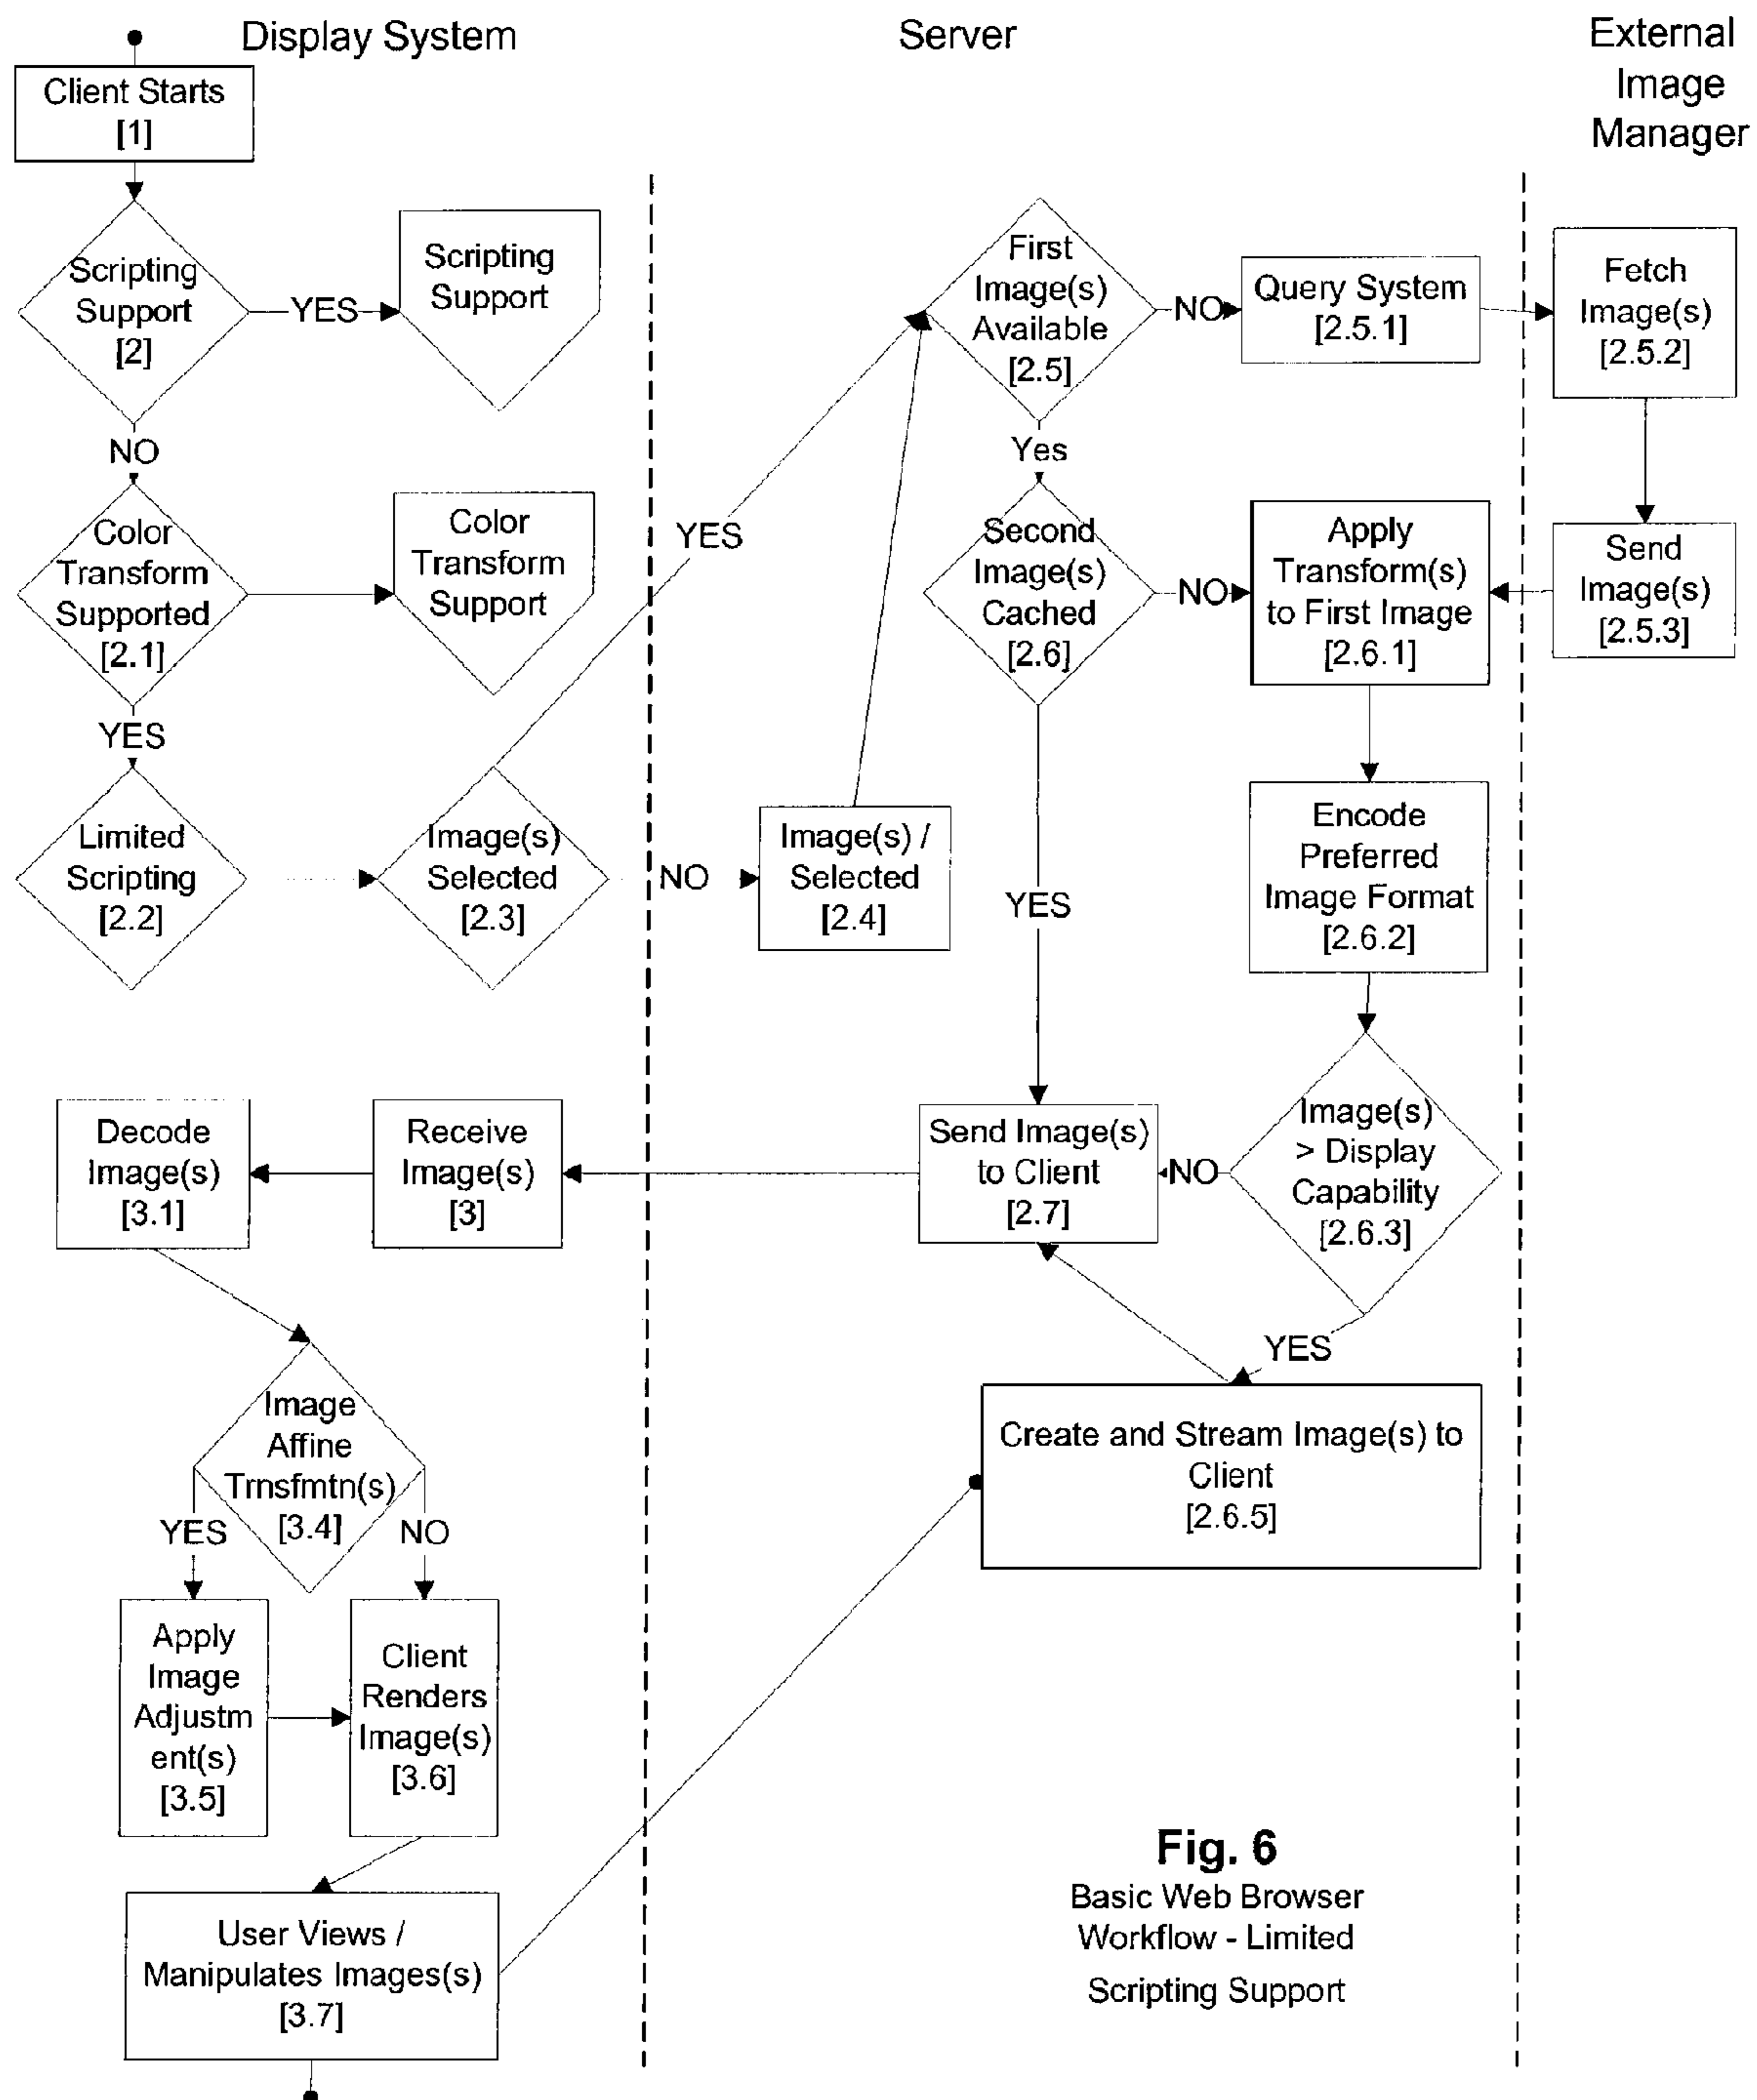 Display System
Server
External
Image
Manager
Client Starts
[1]
Scripting
Support
[2]
YES
Scripting
Support
NO
Color
Transform
Supported
[2.1]
Color
Transform
Support
YES
Limited
Scripting
[2.2]
Image(s)
Selected
[2.3]
YES
NO
Image(s) /
Selected
[2.4]
First
Image(s)
Available
[2.5]
NO
Query System
[2.5.1]
Fetch
Image(s)
[2.5.2]
Yes
Second
Image(s)
Cached
[2.6]
NO
Apply
Transform(s)
to First Image
[2.6.1]
Send
Image(s)
[2.5.3]
YES
Encode
Preferred
Image Format
[2.6.2]
Image(s)
> Display
Capability
[2.6.3]
NO
Send Image(s)
to Client
[2.7]
Receive
Image(s)
[3]
Decode
Image(s)
[3.1]
YES
Create and Stream Image(s) to
Client
[2.6.5]
Image
Affine
Trnsfmtn(s)
[3.4]
YES
NO
Apply
Image
Adjustm
ent(s)
[3.5]
Client
Renders
Image(s)
[3.6]
User Views /
Manipulates Images(s)
[3.7]
Fig. 6
Basic Web Browser
Workflow - Limited
Scripting Support